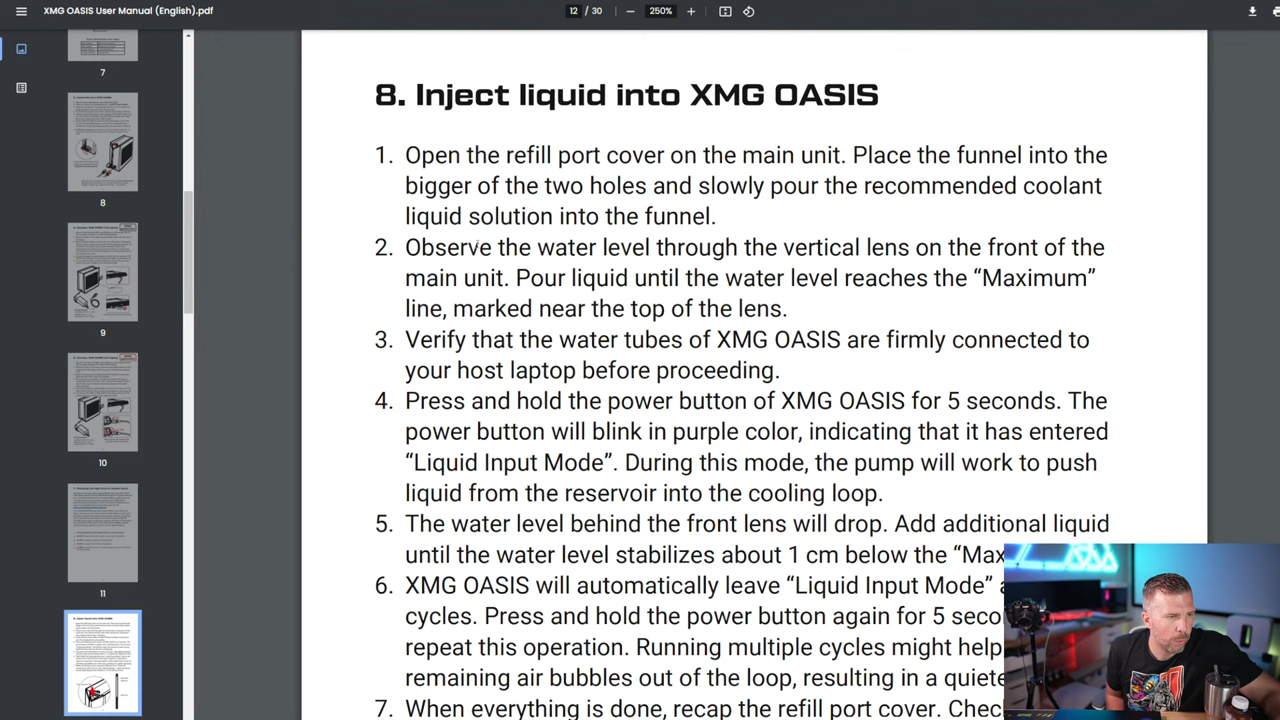 XMG OASIS User Manual (English).pdf
12 / 30
250%
7
8
9
10
11
8. Inject liquid into XMG OASIS
1. Open the refill port cover on the main unit. Place the funnel into the
bigger of the two holes and slowly pour the recommended coolant
liquid solution into the funnel.
2. Observe the water level through the vertical lens on the front of the
main unit. Pour liquid until the water level reaches the “Maximum”
line, marked near the top of the lens.
3. Verify that the water tubes of XMG OASIS are firmly connected to
your host laptop before proceeding.
4. Press and hold the power button of XMG OASIS for 5 seconds. The
power button will blink in purple color, indicating that it has entered
“Liquid Input Mode”. During this mode, the pump will work to push
liquid from the reservoir into the cooling loop.
5. The water level behind the front lens will drop. Add additional liquid
until the water level stabilizes about 1 cm below the “Max
6. XMG OASIS will automatically leave “Liquid Input Mode”
cycles. Press and hold the power button again for 5 seco
repeat this operation. Running multiple cycles might help
remaining air bubbles out of the loop, resulting in a quiete
7. When everything is done, recap the refill port cover. Chec